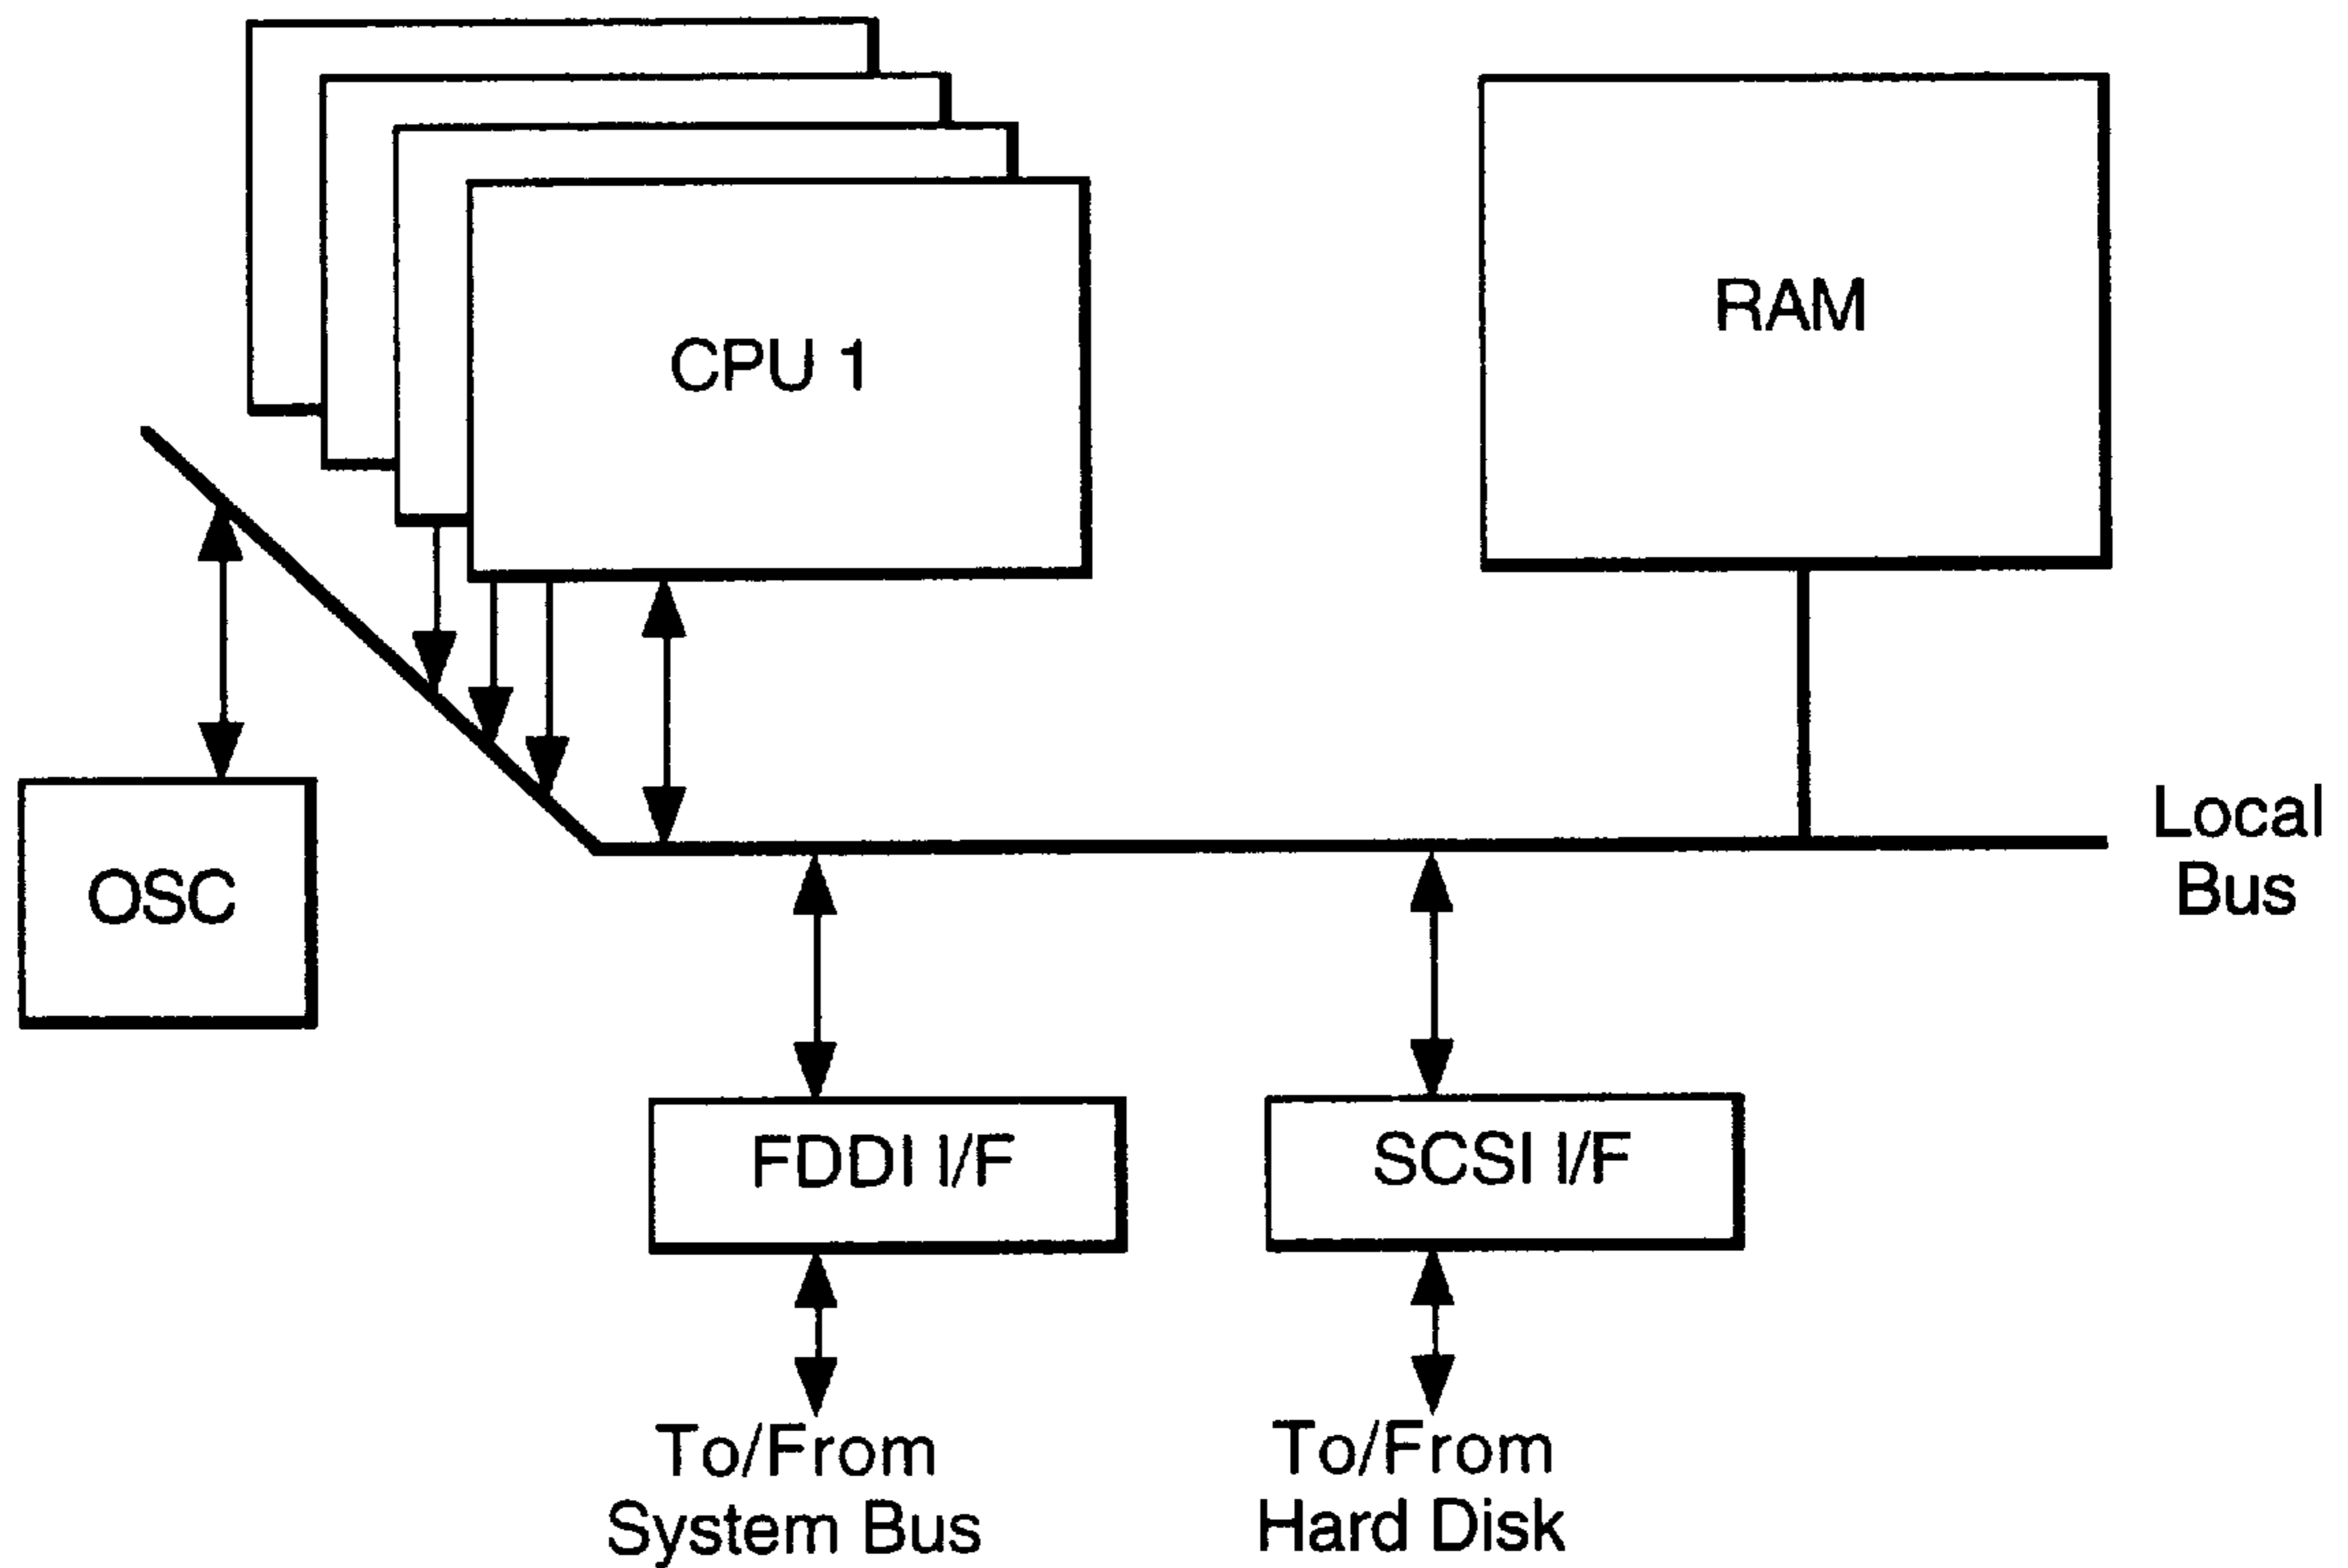 RAM
CPU 1
Local
Bus
OSC
FDDI I/F
SCSI I/F
To/From
System Bus
To/From
Hard Disk